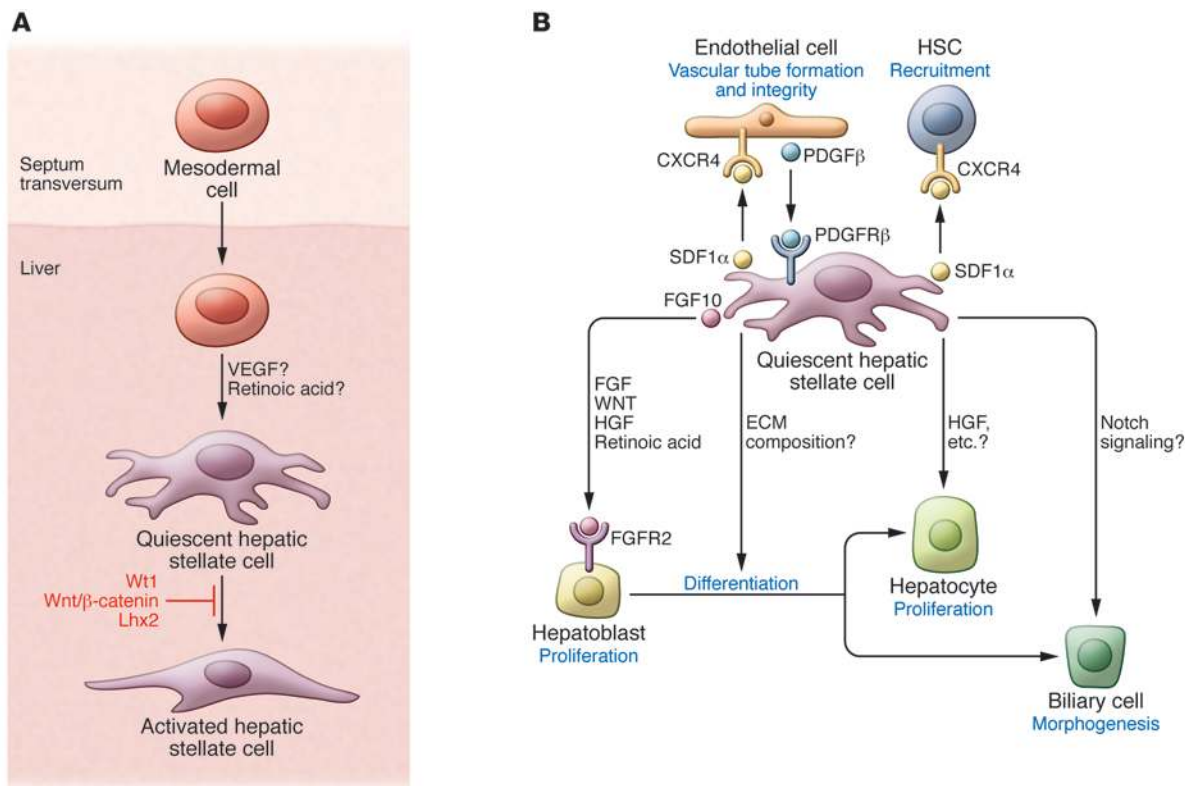 A
Septum
transversum
Mesodermal
cell
Liver
VEGF?
Retinoic acid?
Quiescent hepatic
stellate cell
Wt1
Wnt/β-catenin
Lhx2
Activated hepatic
stellate cell
B
Endothelial cell
Vascular tube formation
and integrity
HSC
Recruitment
CXCR4
PDGFβ
CXCR4
SDF1α
PDGFRβ
SDF1α
FGF10
Quiescent hepatic
stellate cell
FGF
WNT
HGF
Retinoic acid
ECM
composition?
HGF,
etc.?
Notch
signaling?
FGFR2
Hepatoblast
Proliferation
Differentiation
Hepatocyte
Proliferation
Biliary cell
Morphogenesis